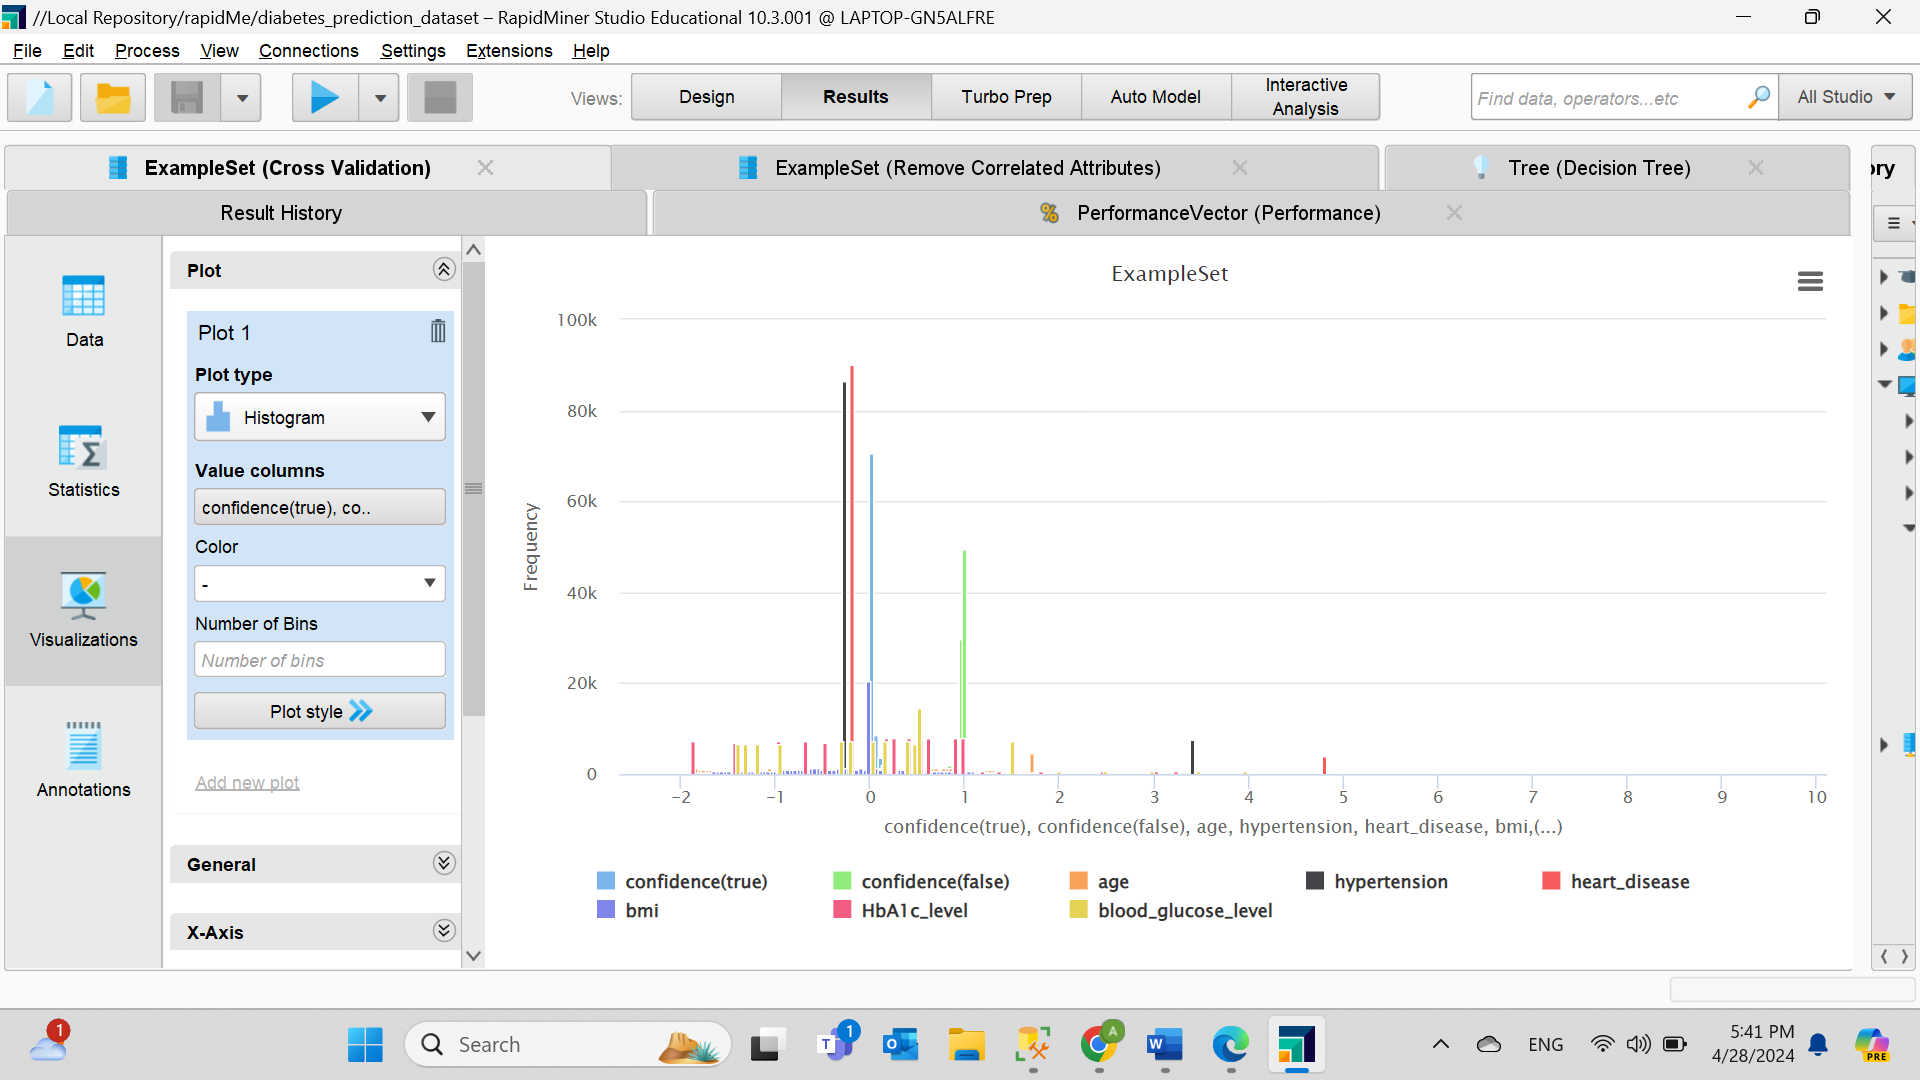 //Local Repository/rapidMe/diabetes_prediction_dataset – RapidMiner Studio Educational 10.3.001 @ LAPTOP-GN5ALFRE
File Edit Process View Connections Settings Extensions Help
Views: Design Results Turbo Prep Auto Model Interactive Analysis
Find data, operators...etc
All Studio
ExampleSet (Cross Validation)
ExampleSet (Remove Correlated Attributes)
Tree (Decision Tree)
ory
Result History
PerformanceVector (Performance)
Data
Statistics
Visualizations
Annotations
Plot
Plot 1
Plot type
Histogram
Value columns
confidence(true), co..
Color
-
Number of Bins
Number of bins
Plot style
Add new plot
General
X-Axis
ExampleSet
Frequency
100k
80k
60k
40k
20k
0
-2 -1 0 1 2 3 4 5 6 7 8 9 10
confidence(true), confidence(false), age, hypertension, heart_disease, bmi,(...)
confidence(true) confidence(false) age hypertension heart_disease
bmi HbA1c_level blood_glucose_level
1
Search
1
A
ENG
5:41 PM
4/28/2024
PRE